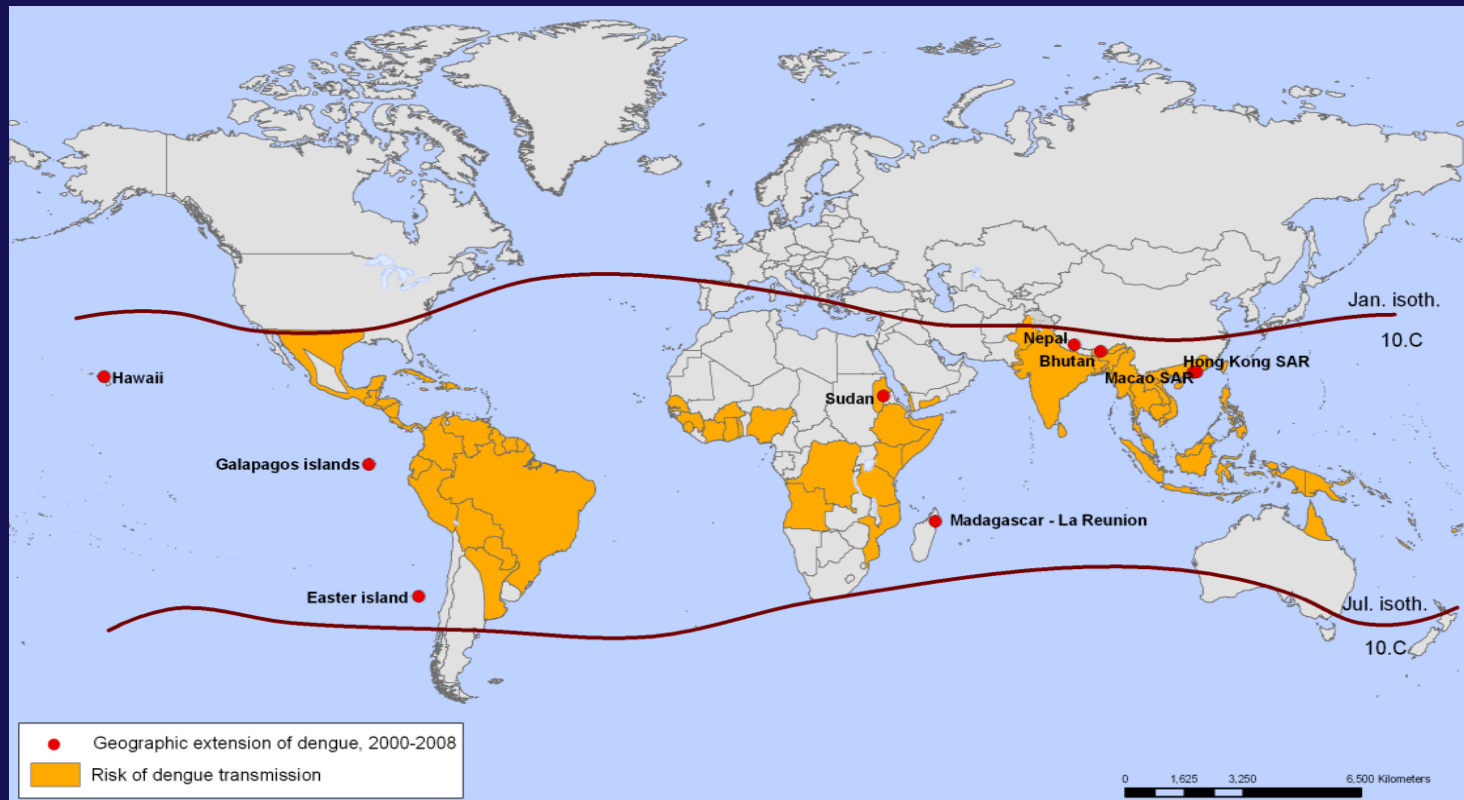 Jan. isoth.
10.C
Nepal
Bhutan
Hong Kong SAR
Macao SAR
Hawaii
Sudan
Galapagos islands
Madagascar - La Reunion
Easter island
Jul. isoth.
10.C
Geographic extension of dengue, 2000-2008
Risk of dengue transmission
0 1,625 3,250 6,500 Kilometers